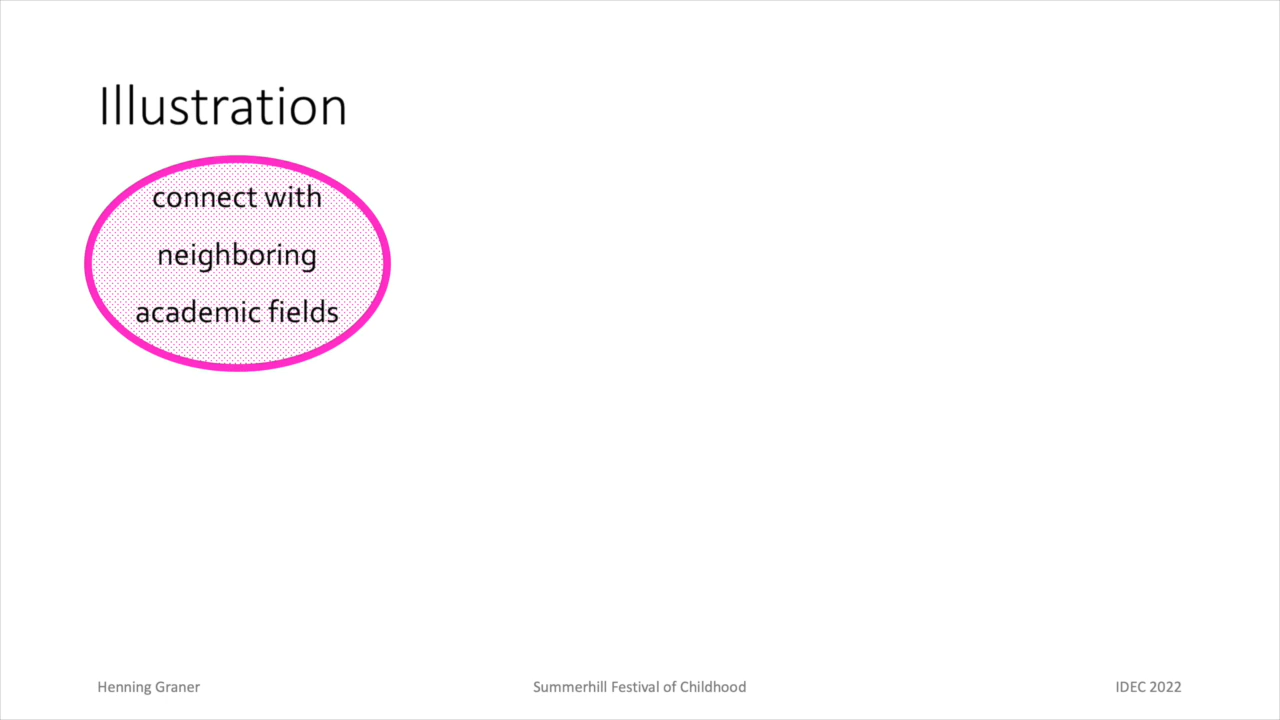 Illustration
connect with
neighboring
academic fields
Henning Graner
Summerhill Festival of Childhood
IDEC 2022